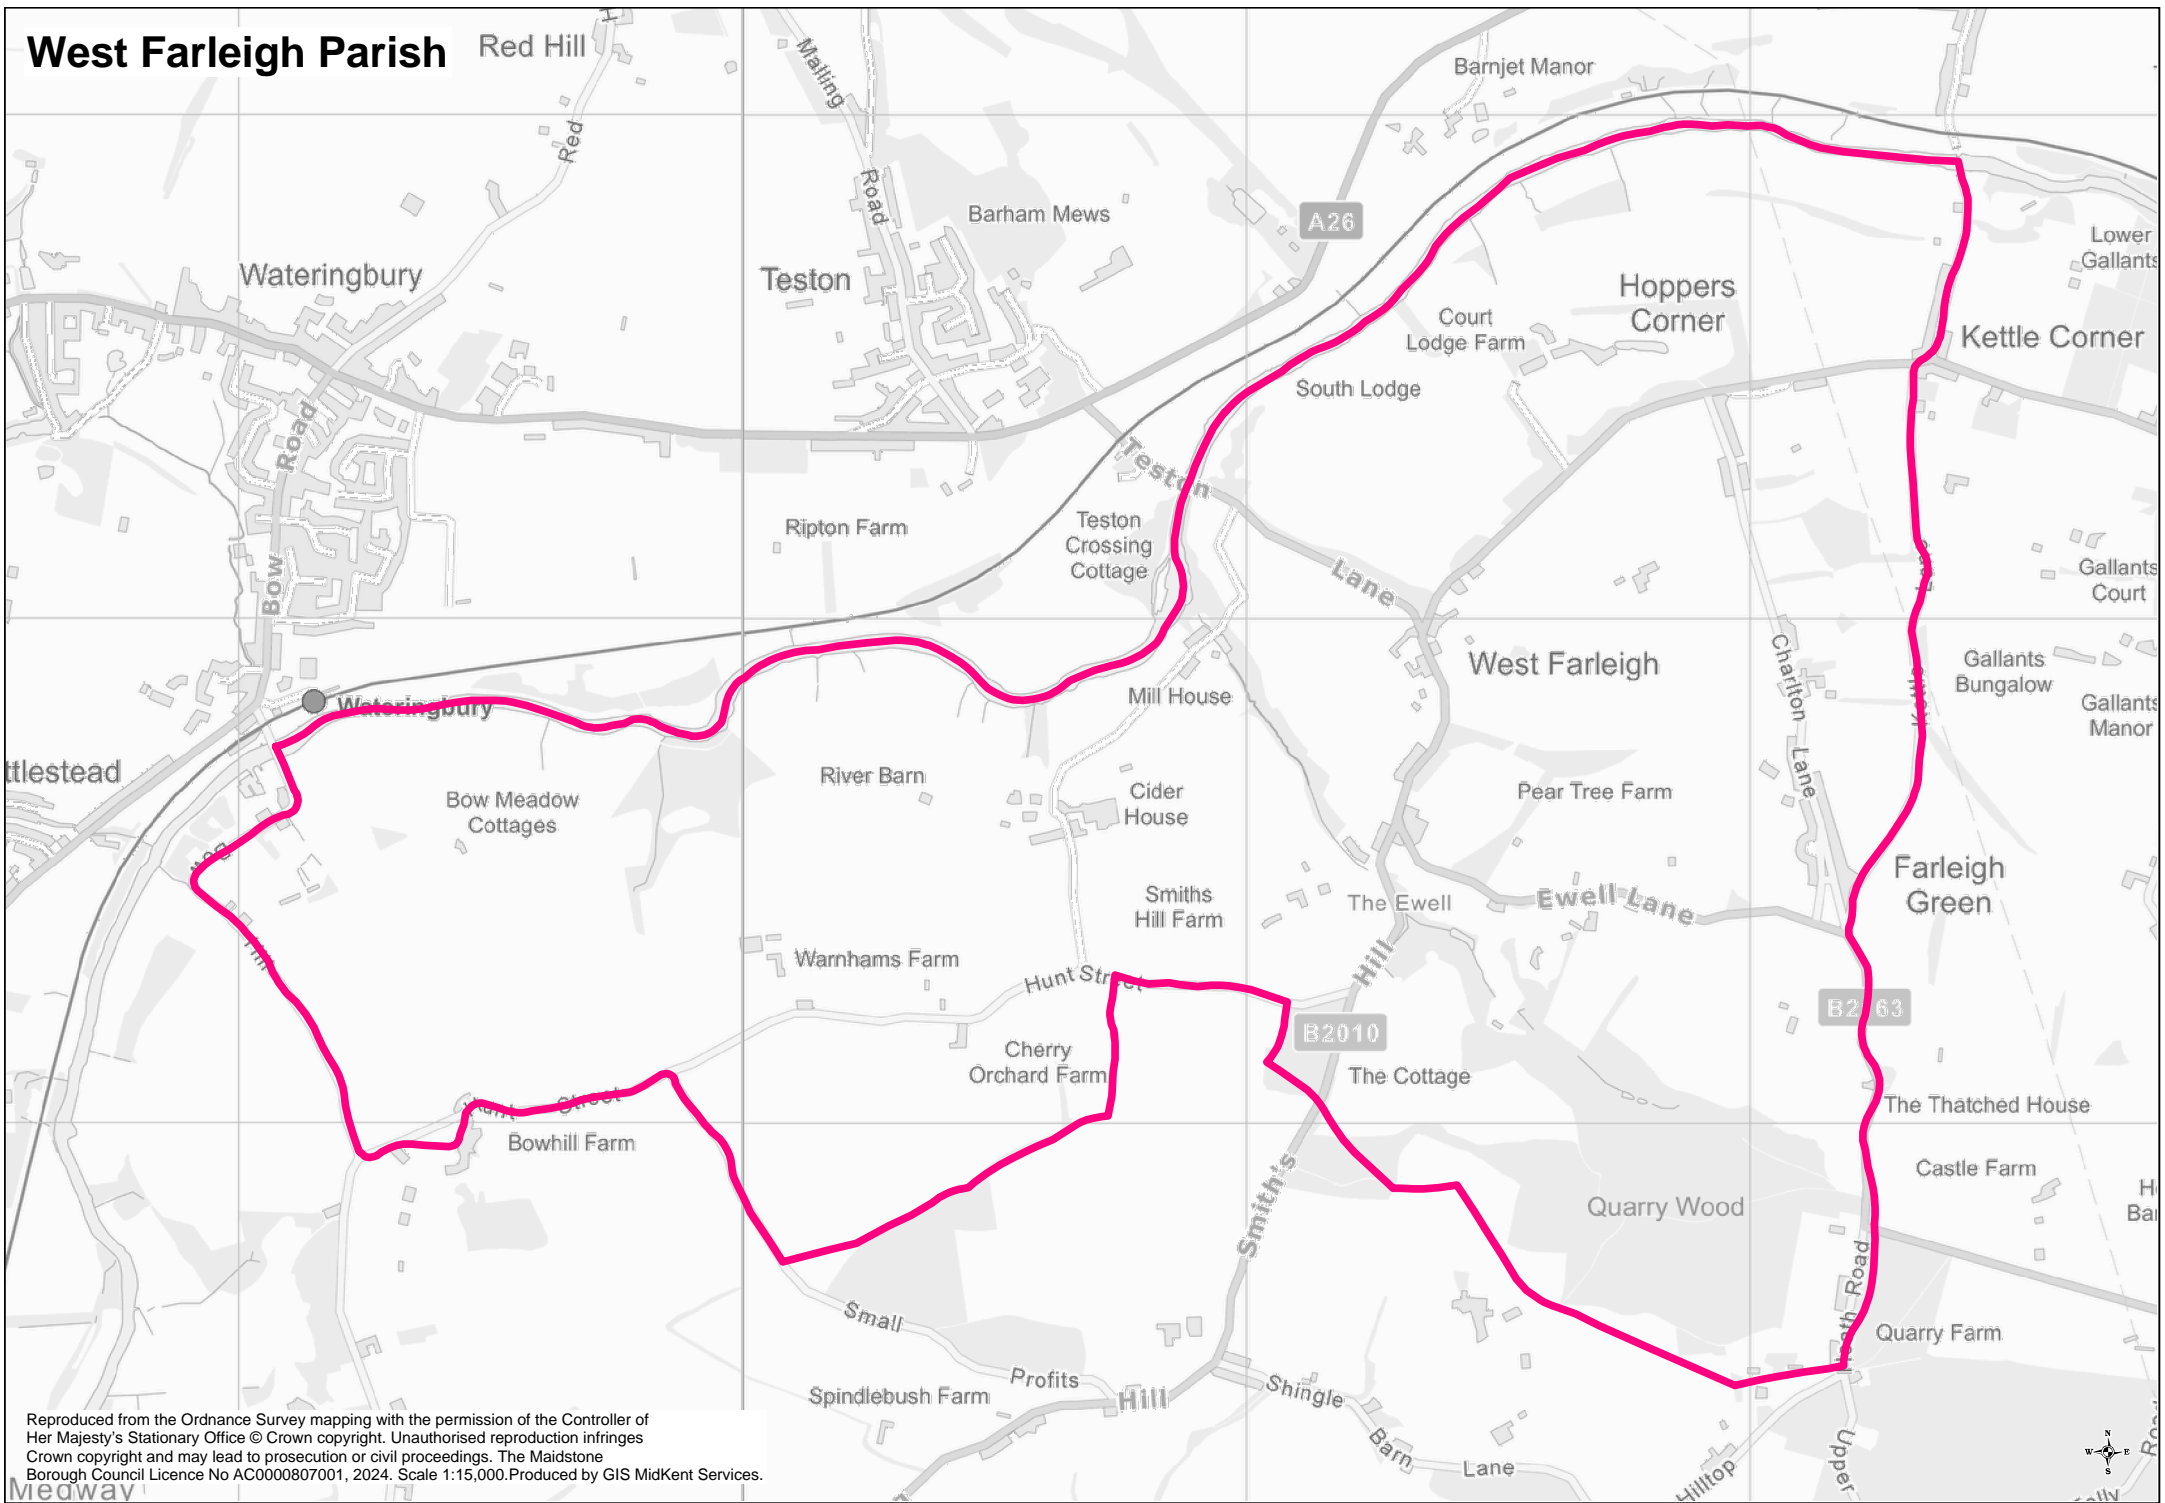 West Farleigh Parish
Red Hill
Malling
Road
Barnjet Manor
Red
Barham Mews
A26
Lower
Gallants
Wateringbury
Teston
Hoppers
Corner
Court
Lodge Farm
Kettle Corner
South Lodge
Bow
Road
Teston
Lane
Ripton Farm
Teston
Crossing
Cottage
Gallants
Court
West Farleigh
Charlton
Lane
Gallants
Bungalow
Gallants
Manor
Wateringbury
Mill House
ttlestead
Bow Meadow
Cottages
River Barn
Cider
House
Pear Tree Farm
Farleigh
Green
Smiths
Hill Farm
The Ewell
Ewell Lane
Warnhams Farm
Hunt Street
Hill
B2010
Cherry
Orchard Farm
The Cottage
The Thatched House
Street
Bowhill Farm
Castle Farm
Smith's
Quarry Wood
Road
Quarry Farm
Small
Profits
Spindlebush Farm
Hill
Shingle
Barn
Lane
Hilltop
Upper
Reproduced from the Ordnance Survey mapping with the permission of the Controller of
Her Majesty's Stationary Office © Crown copyright. Unauthorised reproduction infringes
Crown copyright and may lead to prosecution or civil proceedings. The Maidstone
Borough Council Licence No AC0000807001, 2024. Scale 1:15,000.Produced by GIS MidKent Services.
Medway
N
W E
S